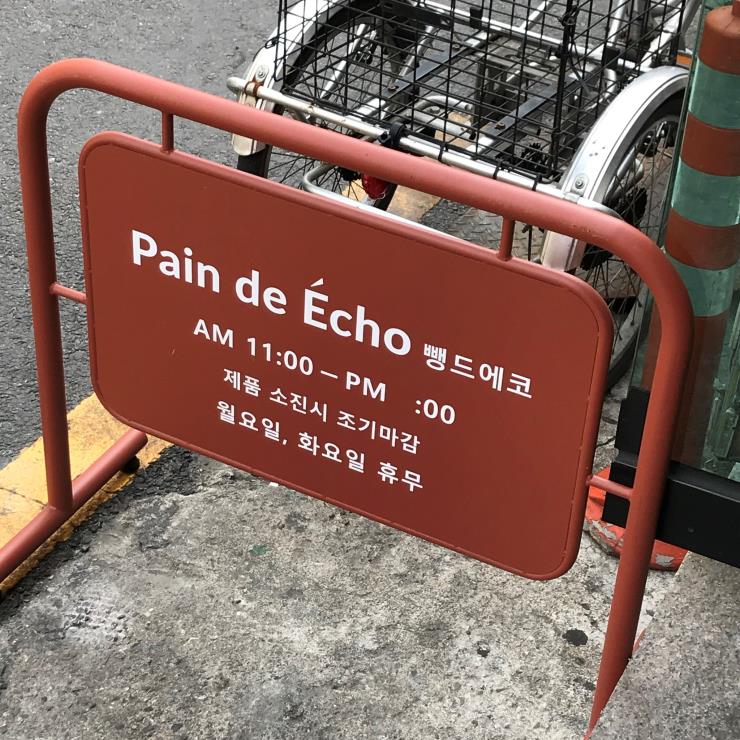 Pain de Écho 뺑드에코
AM 11:00 – PM :00
제품 소진시 조기마감
월요일, 화요일 휴무